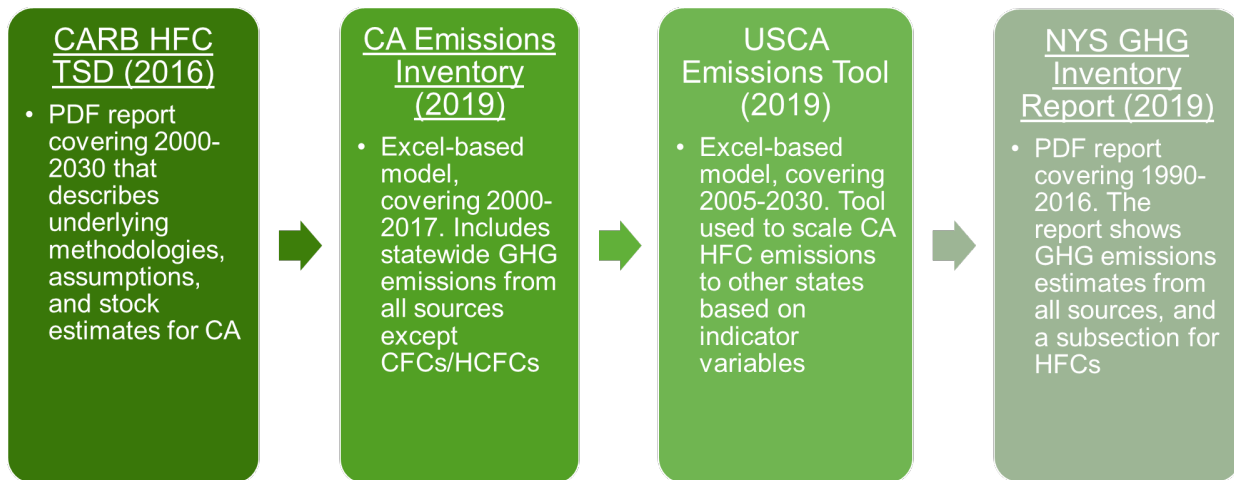 CARB HFC
TSD (2016)
• PDF report
covering 2000-
2030 that
describes
underlying
methodologies,
assumptions,
and stock
estimates for CA
CA Emissions
Inventory
(2019)
• Excel-based
model,
covering 2000-
2017. Includes
statewide GHG
emissions from
all sources
except
CFCs/HCFCs
USCA
Emissions Tool
(2019)
• Excel-based
model, covering
2005-2030. Tool
used to scale CA
HFC emissions
to other states
based on
indicator
variables
NYS GHG
Inventory
Report (2019)
• PDF report
covering 1990-
2016. The
report shows
GHG emissions
estimates from
all sources, and
a subsection for
HFCs